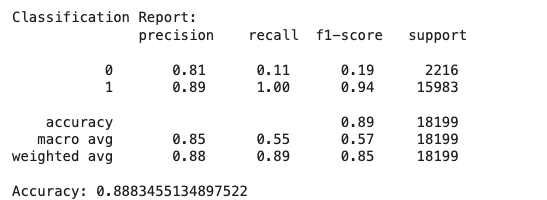 Classification Report:
precision recall f1-score support
0 0.81 0.11 0.19 2216
1 0.89 1.00 0.94 15983
accuracy 0.89 18199
macro avg 0.85 0.55 0.57 18199
weighted avg 0.88 0.89 0.85 18199
Accuracy: 0.8883455134897522